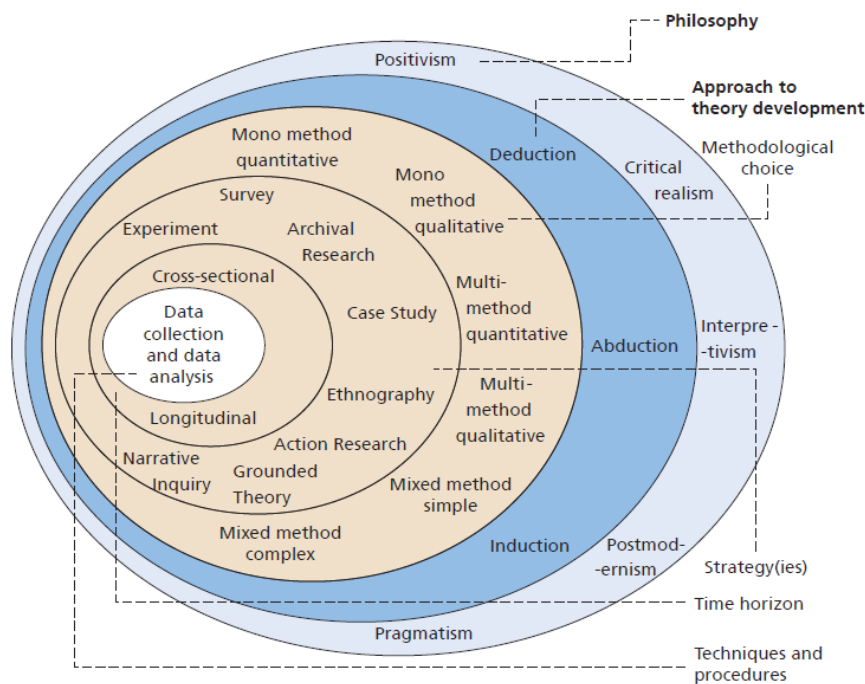 Philosophy
Positivism
Approach to
theory development
Mono method
quantitative
Deduction
Methodological
choice
Critical
realism
Mono
method
qualitative
Survey
Experiment
Archival
Research
Cross-sectional
Multi-
method
quantitative
Data
collection
and data
analysis
Case Study
Abduction
Interpre -
-tivism
Ethnography
Multi-
method
qualitative
Longitudinal
Action Research
Narrative
Inquiry
Grounded
Theory
Mixed method
simple
Mixed method
complex
Induction
Postmod-
-ernism
Strategy(ies)
Time horizon
Pragmatism
Techniques and
procedures